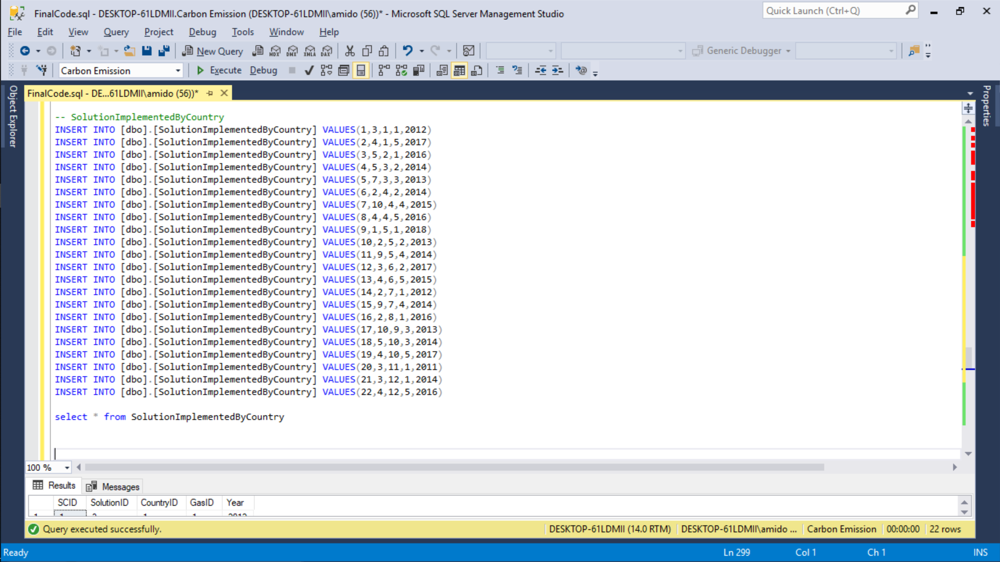 FinalCode.sql - DESKTOP-61LDMII.Carbon Emission (DESKTOP-61LDMII\amido (56))* - Microsoft SQL Server Management Studio
Quick Launch (Ctrl+Q)
File Edit View Query Project Debug Tools Window Help
New Query MDX DMX XMLA DAX Generic Debugger
Carbon Emission Execute Debug
Object Explorer
FinalCode.sql - DE...61LDMII\amido (56))*
Properties
-- SolutionImplementedByCountry
INSERT INTO [dbo].[SolutionImplementedByCountry] VALUES(1,3,1,1,2012)
INSERT INTO [dbo].[SolutionImplementedByCountry] VALUES(2,4,1,5,2017)
INSERT INTO [dbo].[SolutionImplementedByCountry] VALUES(3,5,2,1,2016)
INSERT INTO [dbo].[SolutionImplementedByCountry] VALUES(4,5,3,2,2014)
INSERT INTO [dbo].[SolutionImplementedByCountry] VALUES(5,7,3,3,2013)
INSERT INTO [dbo].[SolutionImplementedByCountry] VALUES(6,2,4,2,2014)
INSERT INTO [dbo].[SolutionImplementedByCountry] VALUES(7,10,4,4,2015)
INSERT INTO [dbo].[SolutionImplementedByCountry] VALUES(8,4,4,5,2016)
INSERT INTO [dbo].[SolutionImplementedByCountry] VALUES(9,1,5,1,2018)
INSERT INTO [dbo].[SolutionImplementedByCountry] VALUES(10,2,5,2,2013)
INSERT INTO [dbo].[SolutionImplementedByCountry] VALUES(11,9,5,4,2014)
INSERT INTO [dbo].[SolutionImplementedByCountry] VALUES(12,3,6,2,2017)
INSERT INTO [dbo].[SolutionImplementedByCountry] VALUES(13,4,6,5,2015)
INSERT INTO [dbo].[SolutionImplementedByCountry] VALUES(14,2,7,1,2012)
INSERT INTO [dbo].[SolutionImplementedByCountry] VALUES(15,9,7,4,2014)
INSERT INTO [dbo].[SolutionImplementedByCountry] VALUES(16,2,8,1,2016)
INSERT INTO [dbo].[SolutionImplementedByCountry] VALUES(17,10,9,3,2013)
INSERT INTO [dbo].[SolutionImplementedByCountry] VALUES(18,5,10,3,2014)
INSERT INTO [dbo].[SolutionImplementedByCountry] VALUES(19,4,10,5,2017)
INSERT INTO [dbo].[SolutionImplementedByCountry] VALUES(20,3,11,1,2011)
INSERT INTO [dbo].[SolutionImplementedByCountry] VALUES(21,3,12,1,2014)
INSERT INTO [dbo].[SolutionImplementedByCountry] VALUES(22,4,12,5,2016)
select * from SolutionImplementedByCountry
100 %
Results Messages
SCID SolutionID CountryID GasID Year
Query executed successfully. DESKTOP-61LDMII (14.0 RTM) DESKTOP-61LDMII\amido ... Carbon Emission 00:00:00 22 rows
Ready Ln 299 Col 1 Ch 1 INS